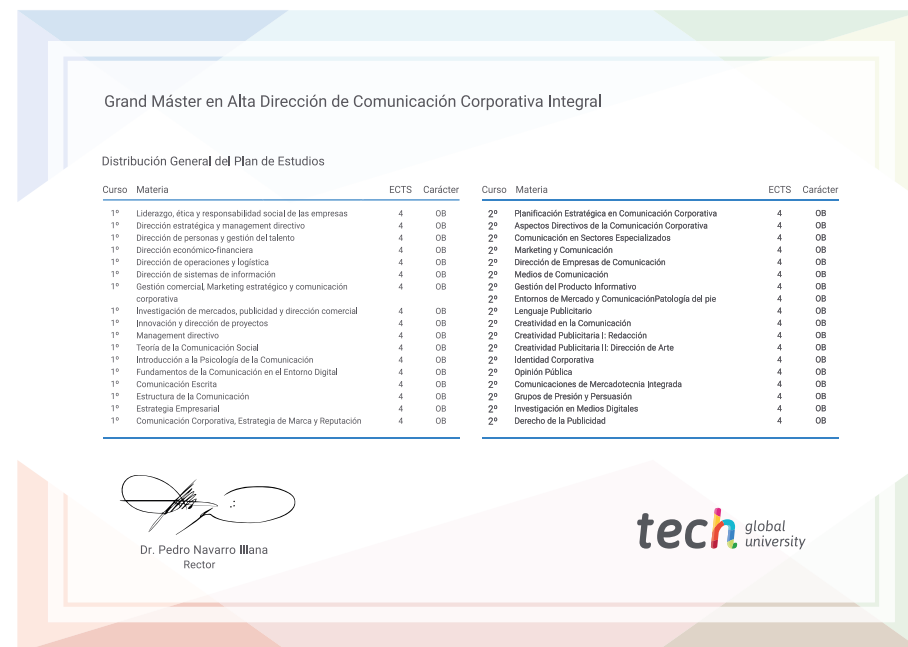 Grand Máster en Alta Dirección de Comunicación Corporativa Integral
Distribución General del Plan de Estudios
Curso Materia ECTS Carácter
1º Liderazgo, ética y responsabilidad social de las empresas 4 OB
1º Dirección estratégica y management directivo 4 OB
1º Dirección de personas y gestión del talento 4 OB
1º Dirección económico-financiera 4 OB
1º Dirección de operaciones y logística 4 OB
1º Dirección de sistemas de información 4 OB
1º Gestión comercial, Marketing estratégico y comunicación 4 OB
corporativa
1º Investigación de mercados, publicidad y dirección comercial 4 OB
1º Innovación y dirección de proyectos 4 OB
1º Management directivo 4 OB
1º Teoría de la Comunicación Social 4 OB
1º Introducción a la Psicología de la Comunicación 4 OB
1º Fundamentos de la Comunicación en el Entorno Digital 4 OB
1º Comunicación Escrita 4 OB
1º Estructura de la Comunicación 4 OB
1º Estrategia Empresarial 4 OB
1º Comunicación Corporativa, Estrategia de Marca y Reputación 4 OB
Curso Materia ECTS Carácter
2º Planificación Estratégica en Comunicación Corporativa 4 OB
2º Aspectos Directivos de la Comunicación Corporativa 4 OB
2º Comunicación en Sectores Especializados 4 OB
2º Marketing y Comunicación 4 OB
2º Dirección de Empresas de Comunicación 4 OB
2º Medios de Comunicación 4 OB
2º Gestión del Producto Informativo 4 OB
2º Entornos de Mercado y ComunicaciónPatología del pie 4 OB
2º Lenguaje Publicitario 4 OB
2º Creatividad en la Comunicación 4 OB
2º Creatividad Publicitaria I: Redacción 4 OB
2º Creatividad Publicitaria II: Dirección de Arte 4 OB
2º Identidad Corporativa 4 OB
2º Opinión Pública 4 OB
2º Comunicaciones de Mercadotecnia Integrada 4 OB
2º Grupos de Presión y Persuasión 4 OB
2º Investigación en Medios Digitales 4 OB
2º Derecho de la Publicidad 4 OB
Dr. Pedro Navarro Illana
Rector
tech global
university